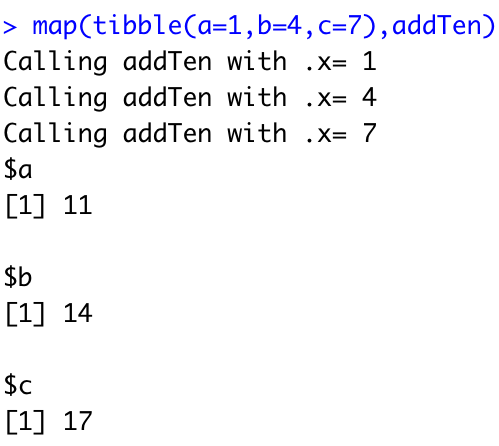 > map(tibble(a=1,b=4,c=7),addTen)
Calling addTen with .x= 1
Calling addTen with .x= 4
Calling addTen with .x= 7
$a
[1] 11
$b
[1] 14
$c
[1] 17